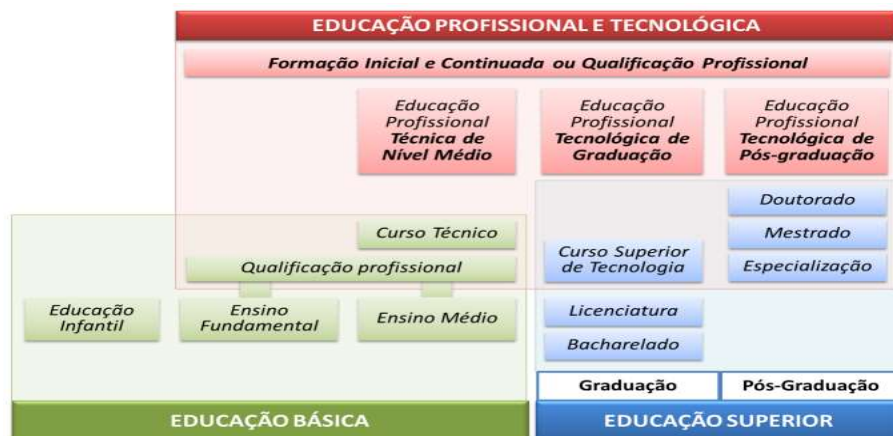 EDUCAÇÃO PROFISSIONAL E TECNOLÓGICA
Formação Inicial e Continuada ou Qualificação Profissional
Educação
Profissional
Técnica de
Nível Médio
Educação
Profissional
Tecnológica de
Graduação
Educação
Profissional
Tecnológica de
Pós-graduação
Doutorado
Curso Técnico
Mestrado
Qualificação profissional
Curso Superior
de Tecnologia
Especialização
Educação
Infantil
Ensino
Fundamental
Ensino Médio
Licenciatura
Bacharelado
Graduação
Pós-Graduação
EDUCAÇÃO BÁSICA
EDUCAÇÃO SUPERIOR